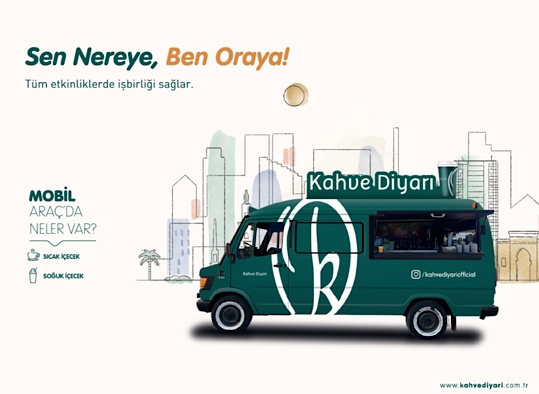 Sen Nereye, Ben Oraya!
Tüm etkinliklerde işbirliği sağlar.
Kahve Diyarı
MOBİL
ARAÇ'DA
NELER VAR?
SICAK İÇECEK
SOĞUK İÇECEK
Kahve Diyarı
k
/kahvediyariofficial
www.kahvediyari.com.tr